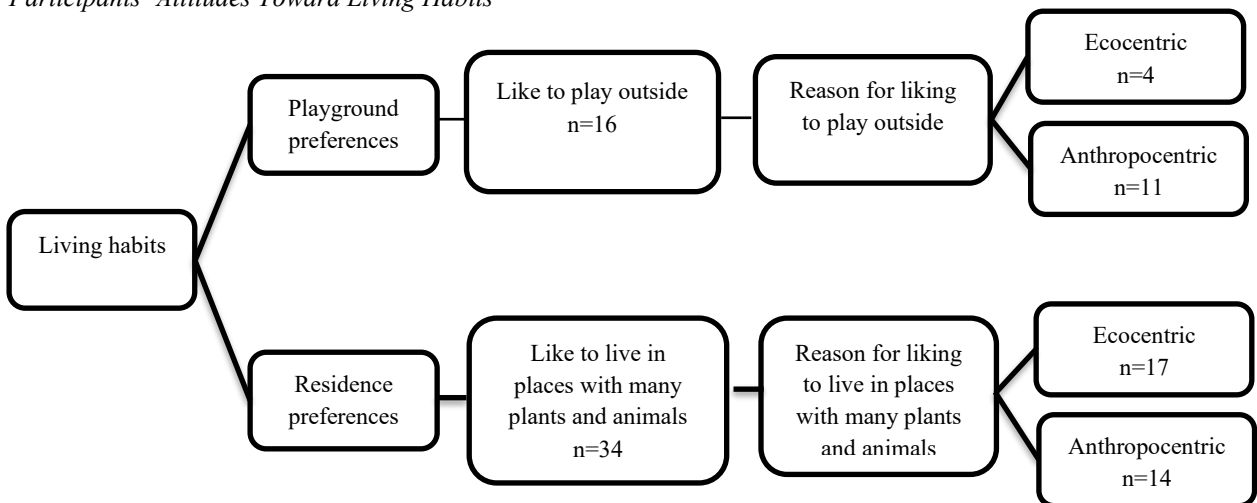 Participants' Attitudes Toward Living Habits
Living habits
Playground
preferences
Like to play outside
n=16
Reason for liking
to play outside
Ecocentric
n=4
Anthropocentric
n=11
Residence
preferences
Like to live in
places with many
plants and animals
n=34
Reason for liking
to live in places
with many plants
and animals
Ecocentric
n=17
Anthropocentric
n=14